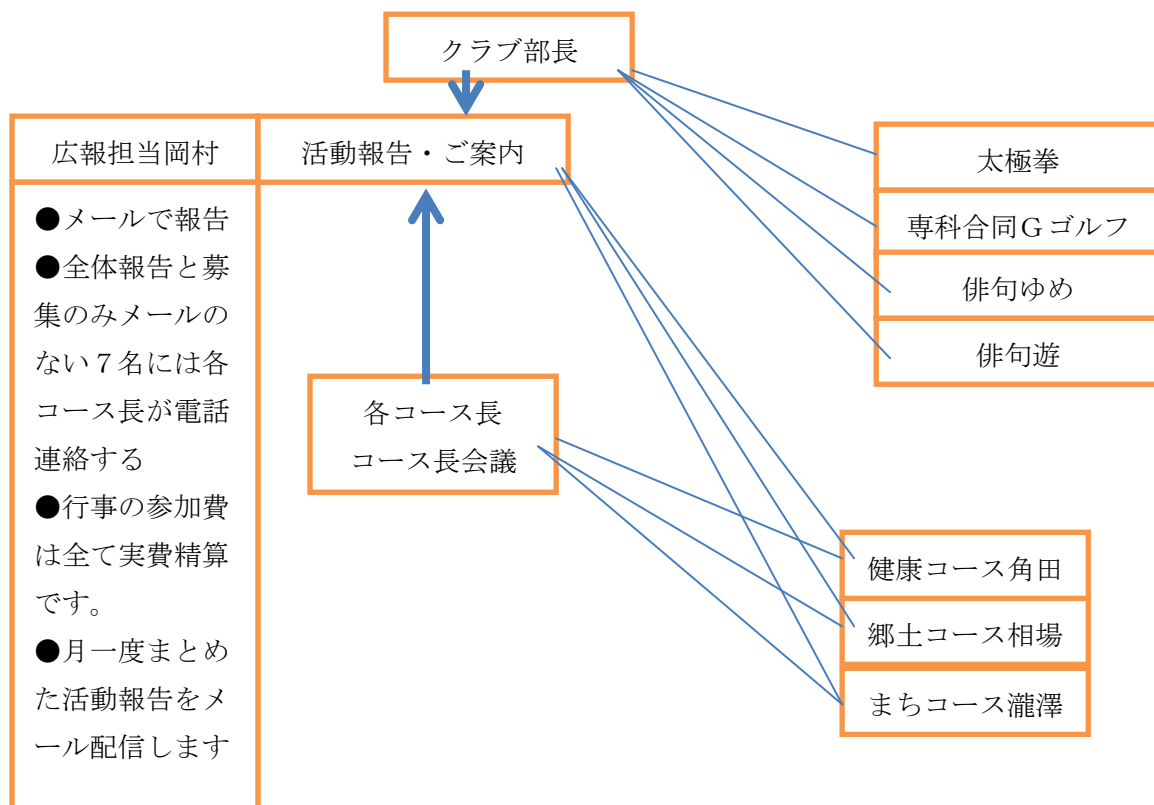 クラブ部長
広報担当岡村
活動報告・ご案内
●メールで報告
●全体報告と募
集のみメールの
ない７名には各
コース長が電話
連絡する
●行事の参加費
は全て実費精算
です。
●月一度まとめ
た活動報告をメ
ール配信します
各コース長
コース長会議
太極拳
専科合同Ｇゴルフ
俳句ゆめ
俳句遊
健康コース角田
郷土コース相場
まちコース瀧澤